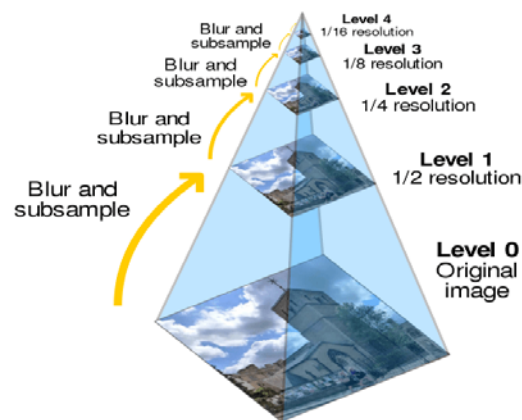 Blur and
subsample
Level 4
1/16 resolution
Blur and
subsample
Level 3
1/8 resolution
Blur and
subsample
Level 2
1/4 resolution
Blur and
subsample
Level 1
1/2 resolution
Level 0
Original
image